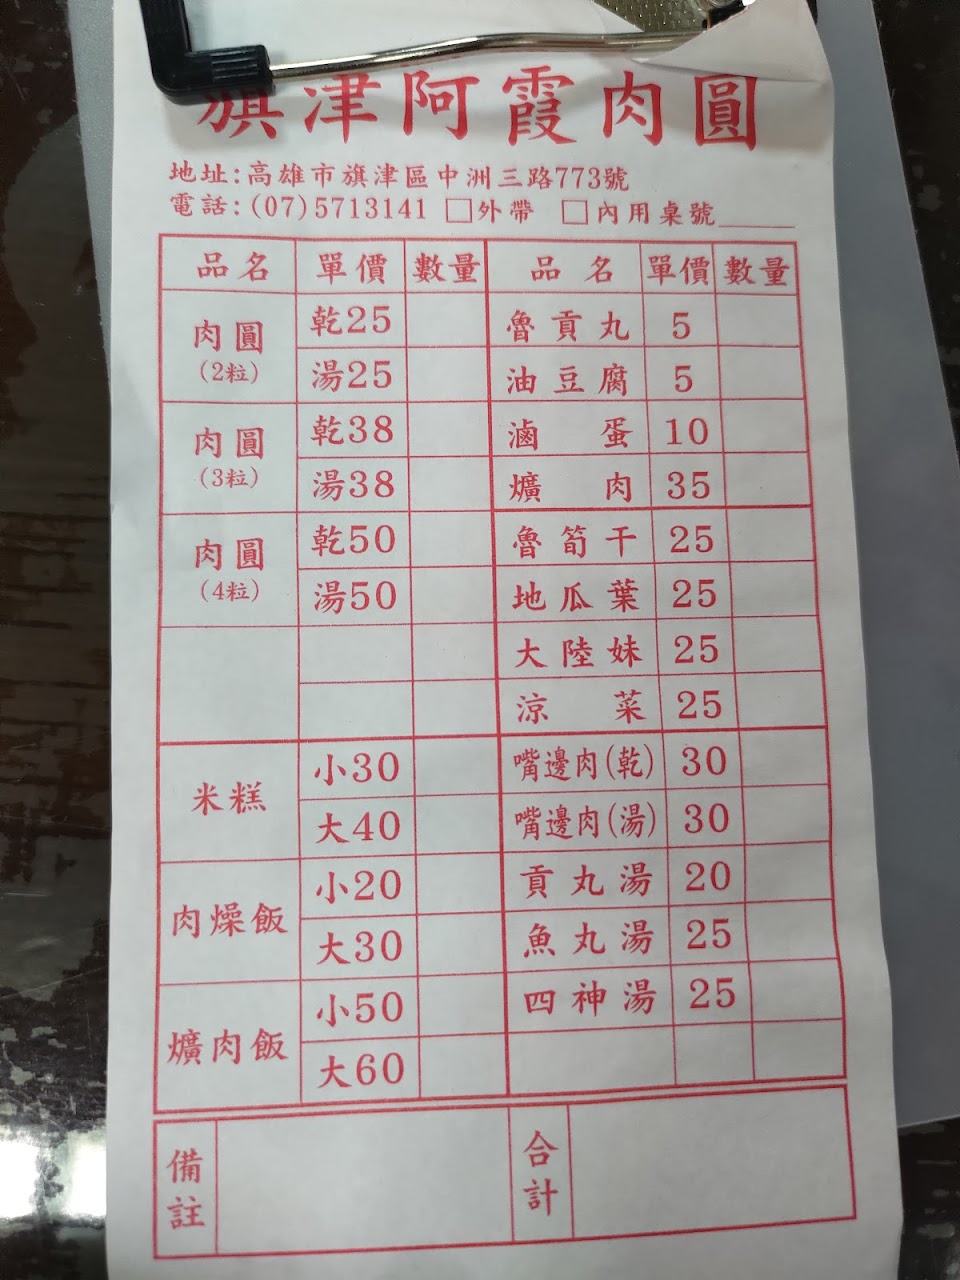 旗津阿霞肉圓
地址:高雄市旗津區中洲三路773號
電話:(07)5713141 □外帶 □內用桌號_____
品名 單價 數量 品名 單價 數量
肉圓(2粒) 乾25 魯貢丸 5
湯25 油豆腐 5
肉圓(3粒) 乾38 滷蛋 10
湯38 爌肉 35
肉圓(4粒) 乾50 魯筍干 25
湯50 地瓜葉 25
大陸妹 25
涼菜 25
米糕 小30 嘴邊肉(乾) 30
大40 嘴邊肉(湯) 30
肉燥飯 小20 貢丸湯 20
大30 魚丸湯 25
爌肉飯 小50 四神湯 25
大60
備註 合計